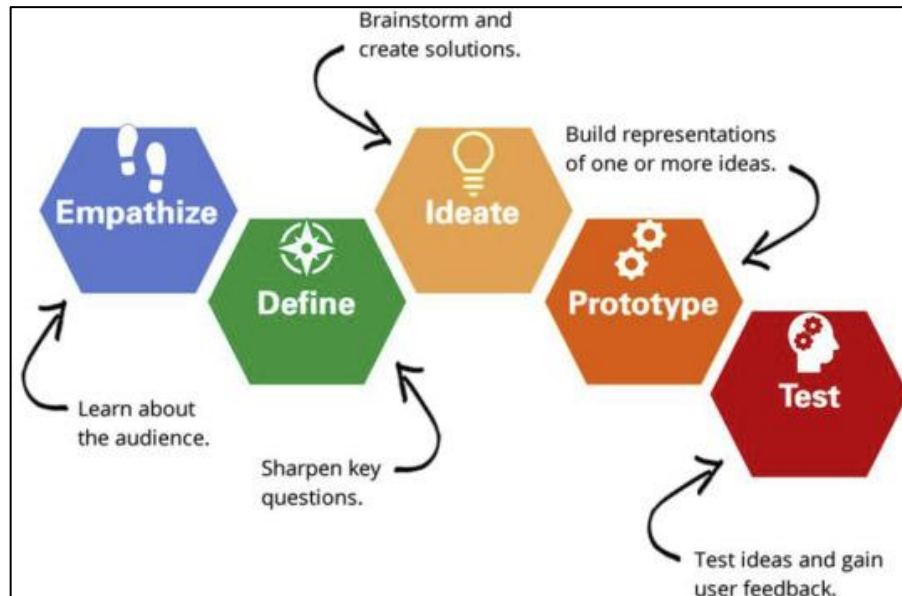 Brainstorm and
create solutions.
Empathize
Learn about
the audience.
Define
Sharpen key
questions.
Ideate
Build representations
of one or more ideas.
Prototype
Test
Test ideas and gain
user feedback.